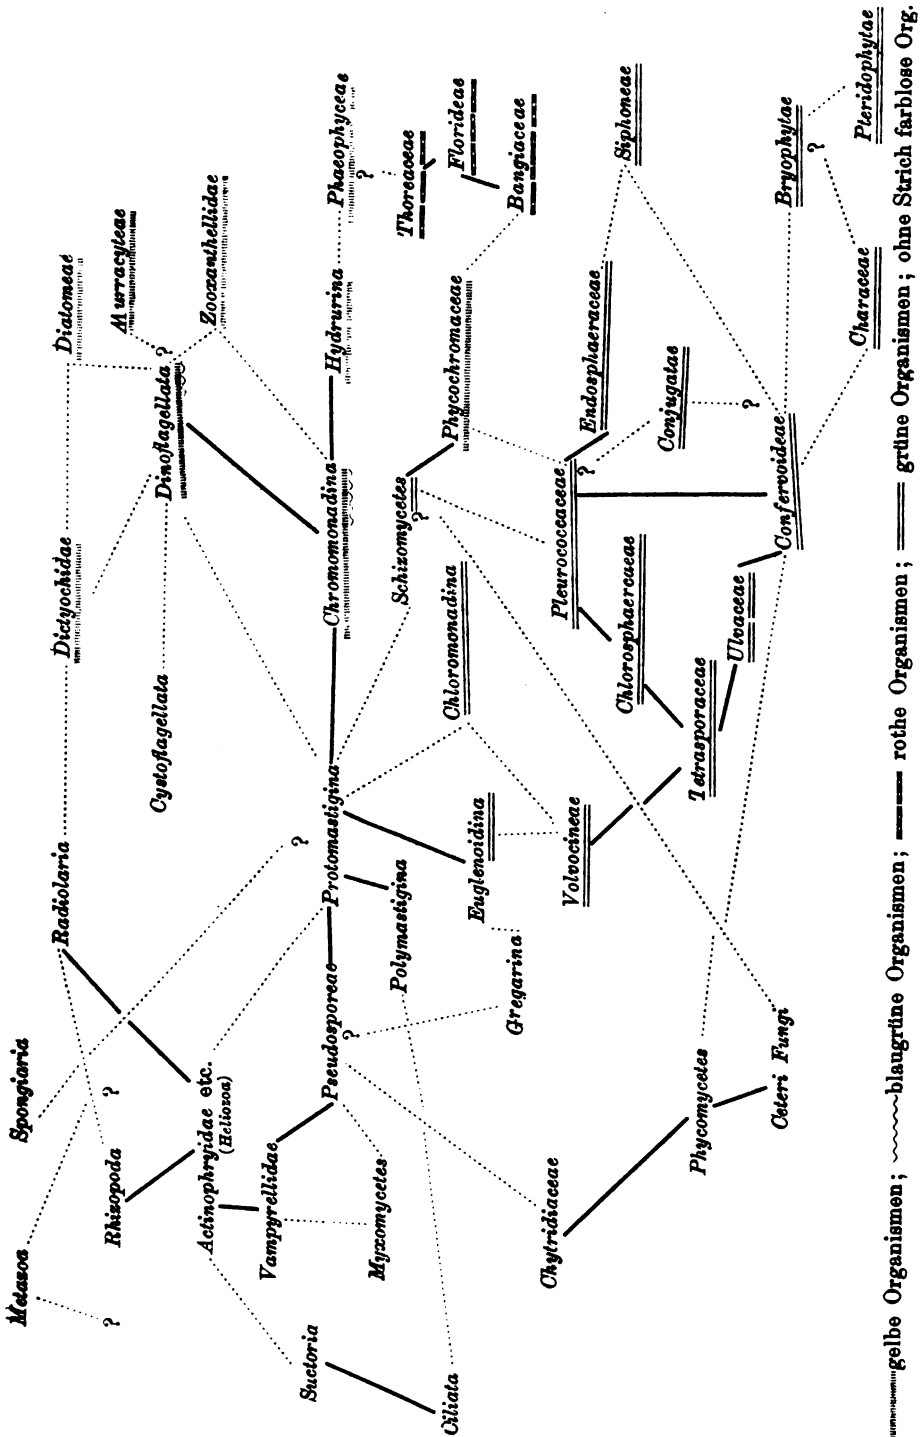 Metazoa
Spongiaria
Radiolaria
Dictyochidae
Diatomeae
?
Rhizopoda
?
Murracyteae
Cystoflagellata
Dinoflagellata
?
Actinophryidae etc.
(Heliozoa)
Zooxanthellidae
Vampyrellidae
Suctoria
?
Pseudosporeae
Protomastigina
Chromomonadina
Hydrurina
Phaeophyceae
?
?
Myxomycetes
Polymastigina
Schizomycetes
?
Thoreaceae
Ciliata
Chloromonadina
Phycochromaceae
Florideae
Euglenoidina
Gregarina
Bangiaceae
Chytridiaceae
Volvocineae
Pleurococcaceae
?
Endosphaeraceae
Chlorosphaercaeae
Conjugatae
Siphoneae
Phycomycetes
Tetrasporaceae
Ulvaceae
?
Ceteri Fungi
Confervoideae
Bryophytae
?
Characeae
Pteridophytae
gelbe Organismen; blaugrüne Organismen; rothe Organismen; grüne Organismen; ohne Strich farblose Org.